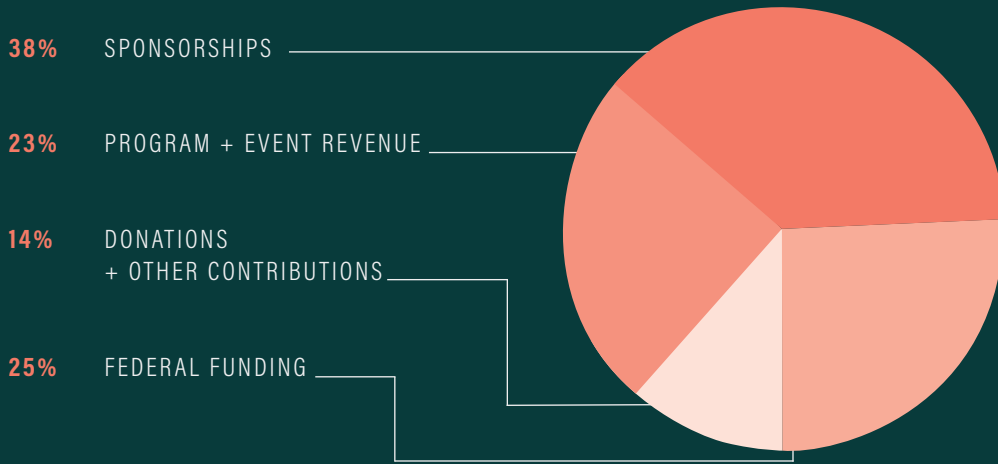 38% SPONSORSHIPS
23% PROGRAM + EVENT REVENUE
14% DONATIONS
+ OTHER CONTRIBUTIONS
25% FEDERAL FUNDING